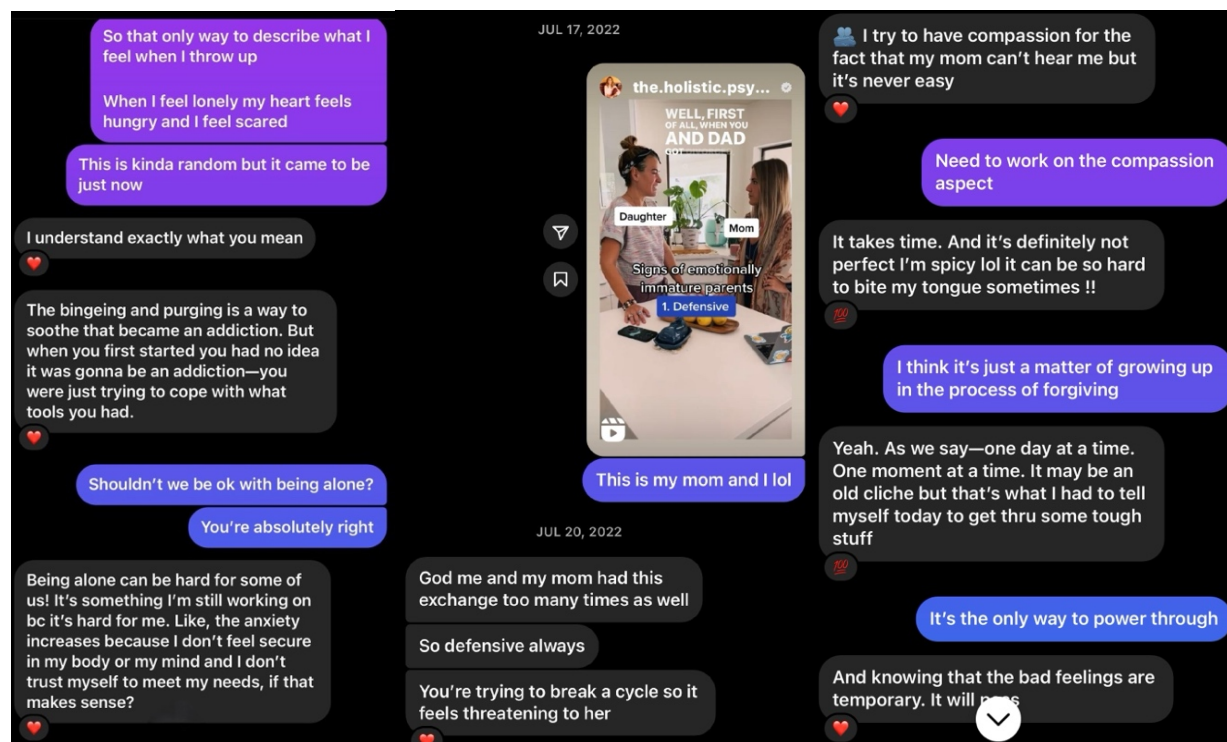 So that only way to describe what I
feel when I throw up
When I feel lonely my heart feels
hungry and I feel scared
This is kinda random but it came to be
just now
I understand exactly what you mean
The bingeing and purging is a way to
soothe that became an addiction. But
when you first started you had no idea
it was gonna be an addiction—you
were just trying to cope with what
tools you had.
Shouldn’t we be ok with being alone?
You’re absolutely right
Being alone can be hard for some of
us! It’s something I’m still working on
bc it’s hard for me. Like, the anxiety
increases because I don’t feel secure
in my body or my mind and I don’t
trust myself to meet my needs, if that
makes sense?
JUL 17, 2022
the.holistic.psy...
WELL, FIRST
OF ALL, WHEN YOU
AND DAD
Daughter
Mom
Signs of emotionally
immature parents
1. Defensive
This is my mom and I lol
JUL 20, 2022
God me and my mom had this
exchange too many times as well
So defensive always
You’re trying to break a cycle so it
feels threatening to her
🫂 I try to have compassion for the
fact that my mom can’t hear me but
it’s never easy
Need to work on the compassion
aspect
It takes time. And it’s definitely not
perfect I’m spicy lol it can be so hard
to bite my tongue sometimes !!
💯
I think it’s just a matter of growing up
in the process of forgiving
Yeah. As we say—one day at a time.
One moment at a time. It may be an
old cliche but that’s what I had to tell
myself today to get thru some tough
stuff
💯
It’s the only way to power through
And knowing that the bad feelings are
temporary. It will